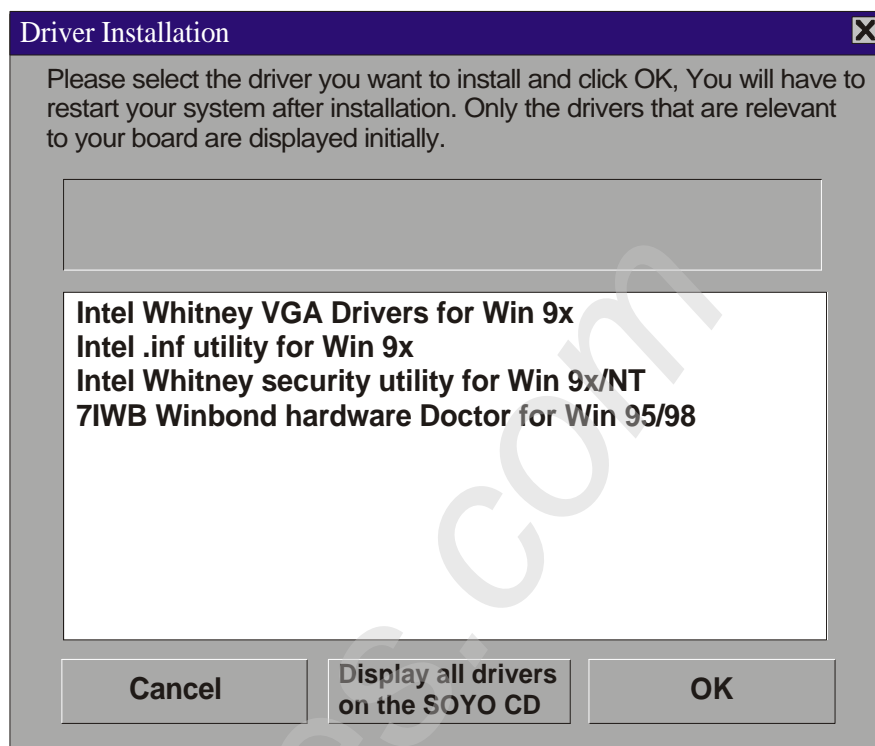 Driver Installation
Please select the driver you want to install and click OK, You will have to
restart your system after installation. Only the drivers that are relevant
to your board are displayed initially.
Intel Whitney VGA Drivers for Win 9x
Intel .inf utility for Win 9x
Intel Whitney security utility for Win 9x/NT
7IWB Winbond hardware Doctor for Win 95/98
Cancel
Display all drivers
on the SOYO CD
OK
s.com